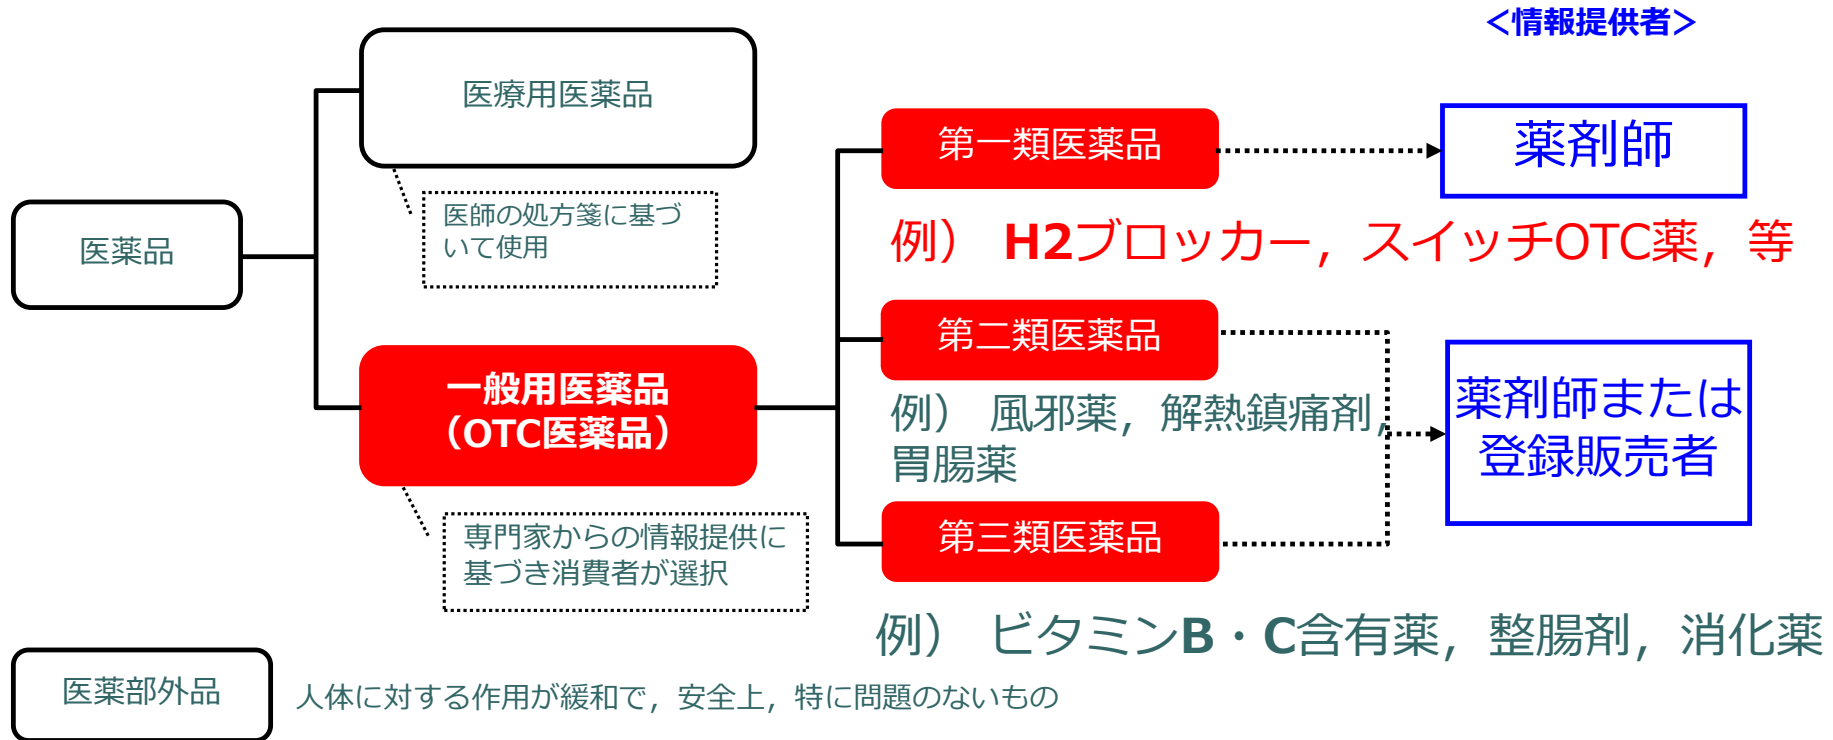 <情報提供者>
医療用医薬品
医師の処方箋に基づ
いて使用
医薬品
一般用医薬品
（OTC医薬品）
専門家からの情報提供に
基づき消費者が選択
第一類医薬品
薬剤師
例） H2ブロッカー，スイッチOTC薬，等
第二類医薬品
例） 風邪薬，解熱鎮痛剤，
胃腸薬
薬剤師または
登録販売者
第三類医薬品
例） ビタミンB・C含有薬，整腸剤，消化薬
医薬部外品
人体に対する作用が緩和で，安全上，特に問題のないもの